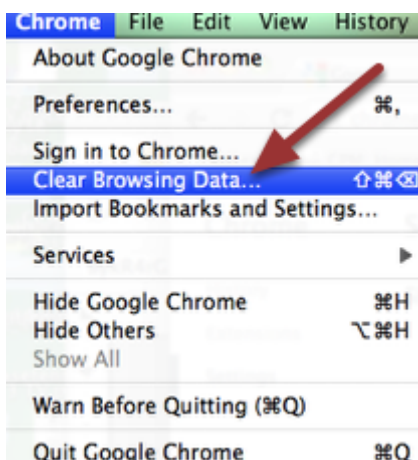 Chrome File Edit View History
About Google Chrome
Preferences... ⌘,
Sign in to Chrome...
Clear Browsing Data... ⇧⌘⌫
Import Bookmarks and Settings...
Services ▶
Hide Google Chrome ⌘H
Hide Others ⌥⌘H
Show All
Warn Before Quitting (⌘Q)
Quit Google Chrome ⌘Q